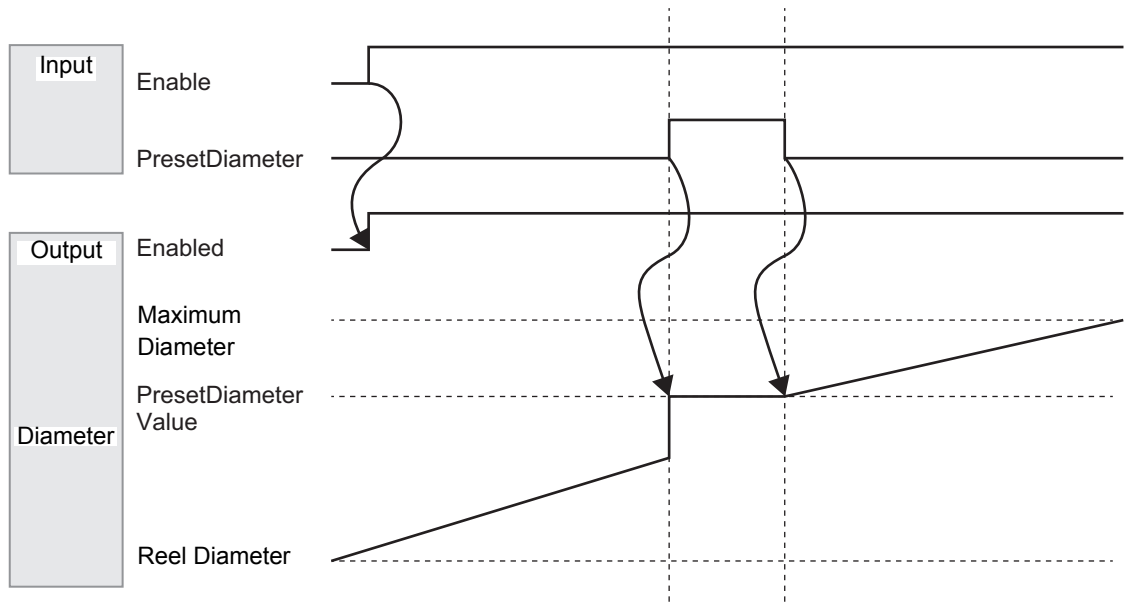 Input
Enable
PresetDiameter
Output
Enabled
Maximum
Diameter
PresetDiameter
Value
Diameter
Reel Diameter